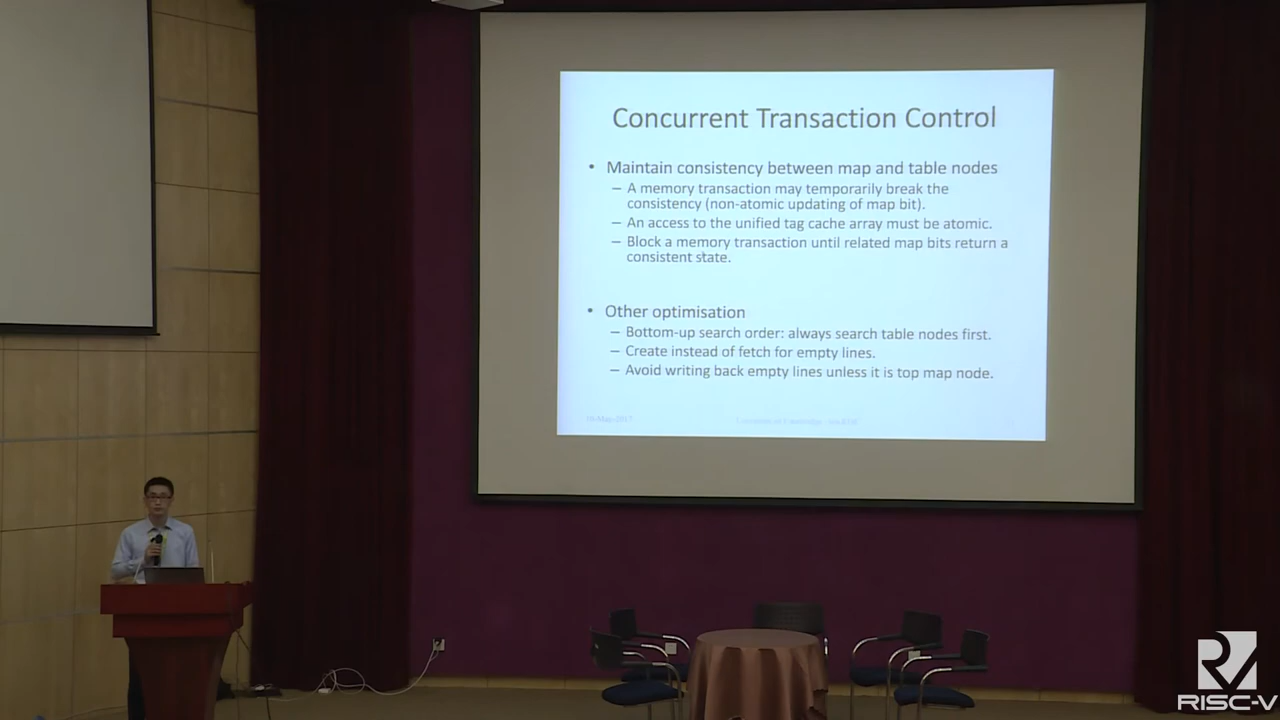 Concurrent Transaction Control
• Maintain consistency between map and table nodes
– A memory transaction may temporarily break the
consistency (non-atomic updating of map bit).
– An access to the unified tag cache array must be atomic.
– Block a memory transaction until related map bits return a
consistent state.
• Other optimisation
– Bottom-up search order: always search table nodes first.
– Create instead of fetch for empty lines.
– Avoid writing back empty lines unless it is top map node.
RISC-V